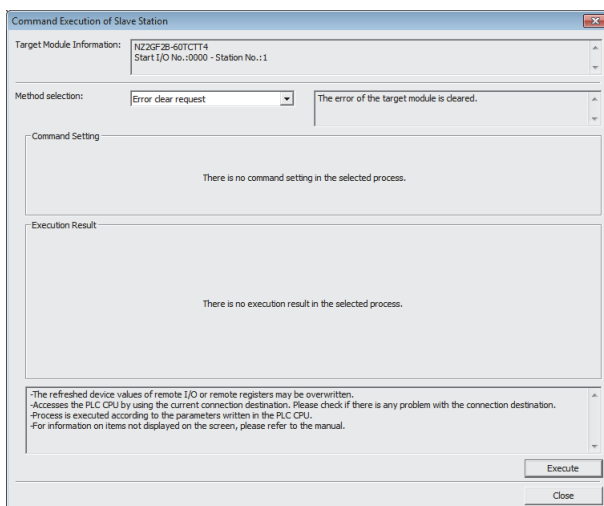 Command Execution of Slave Station
Target Module Information:
NZ2GF2B-60TCTT4
Start I/O No.:0000 - Station No.:1
Method selection:
Error clear request
The error of the target module is cleared.
Command Setting
There is no command setting in the selected process.
Execution Result
There is no execution result in the selected process.
-The refreshed device values of remote I/O or remote registers may be overwritten.
-Accesses the PLC CPU by using the current connection destination. Please check if there is any problem with the connection destination.
-Process is executed according to the parameters written in the PLC CPU.
-For information on items not displayed on the screen, please refer to the manual.
Execute
Close